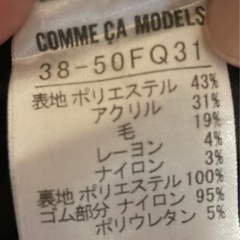 COMME ÇA MODELS
38-50FQ31
表地 ポリエステル 43%
アクリル 31%
毛 19%
レーヨン 4%
ナイロン 3%
裏地 ポリエステル 100%
ゴム部分 ナイロン 95%
ポリウレタン 5%